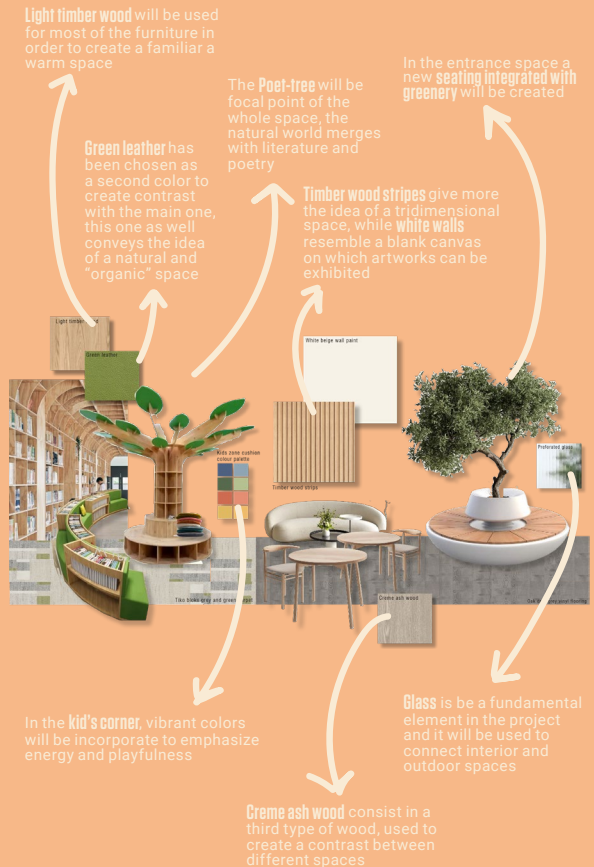 Light timber wood will be used
for most of the furniture in
order to create a familiar a
warm space
In the entrance space a
new seating integrated with
greenery will be created
The Poet-tree will be
focal point of the
whole space, the
natural world merges
with literature and
poetry
Green leather has
been chosen as
a second color to
create contrast
with the main one,
this one as well
conveys the idea
of a natural and
"organic" space
Timber wood stripes give more
the idea of a tridimensional
space, while white walls
resemble a blank canvas
on which artworks can be
exhibited
Light timber
Green leather
White beige wall paint
Kids zone cushion
colour palette
Timber wood strips
Preforated glass
grey and green
Creme ash wood
flooring
In the kid's corner, vibrant colors
will be incorporate to emphasize
energy and playfulness
Glass is be a fundamental
element in the project
and it will be used to
connect interior and
outdoor spaces
Creme ash wood consist in a
third type of wood, used to
create a contrast between
different spaces